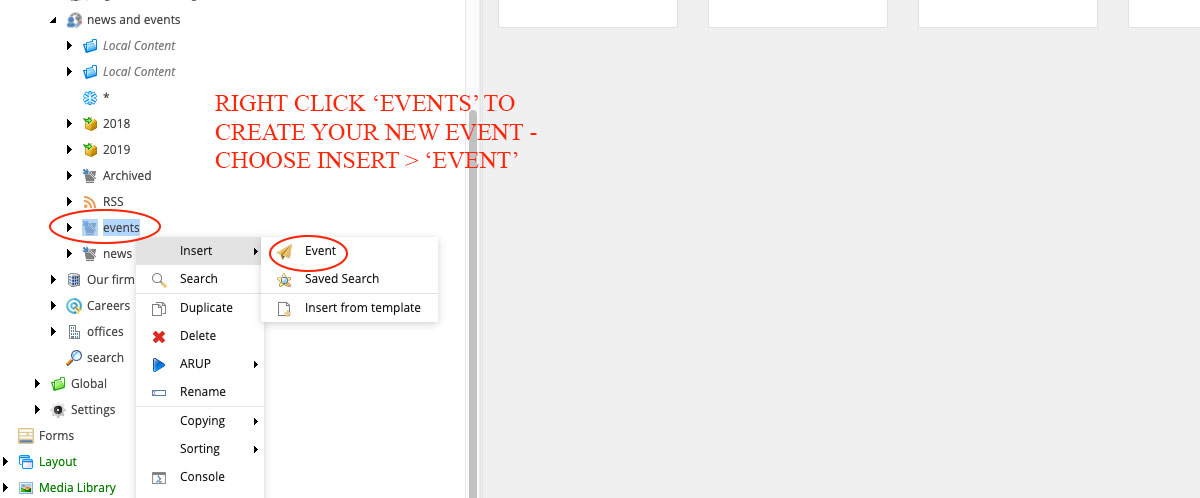 news and events
Local Content
Local Content
*
2018
2019
Archived
RSS
events
news
Our firm
Careers
offices
search
Global
Settings
Forms
Layout
Media Library
RIGHT CLICK ‘EVENTS’ TO
CREATE YOUR NEW EVENT -
CHOOSE INSERT > ‘EVENT’
Insert
Search
Duplicate
Delete
ARUP
Rename
Copying
Sorting
Console
Event
Saved Search
Insert from template